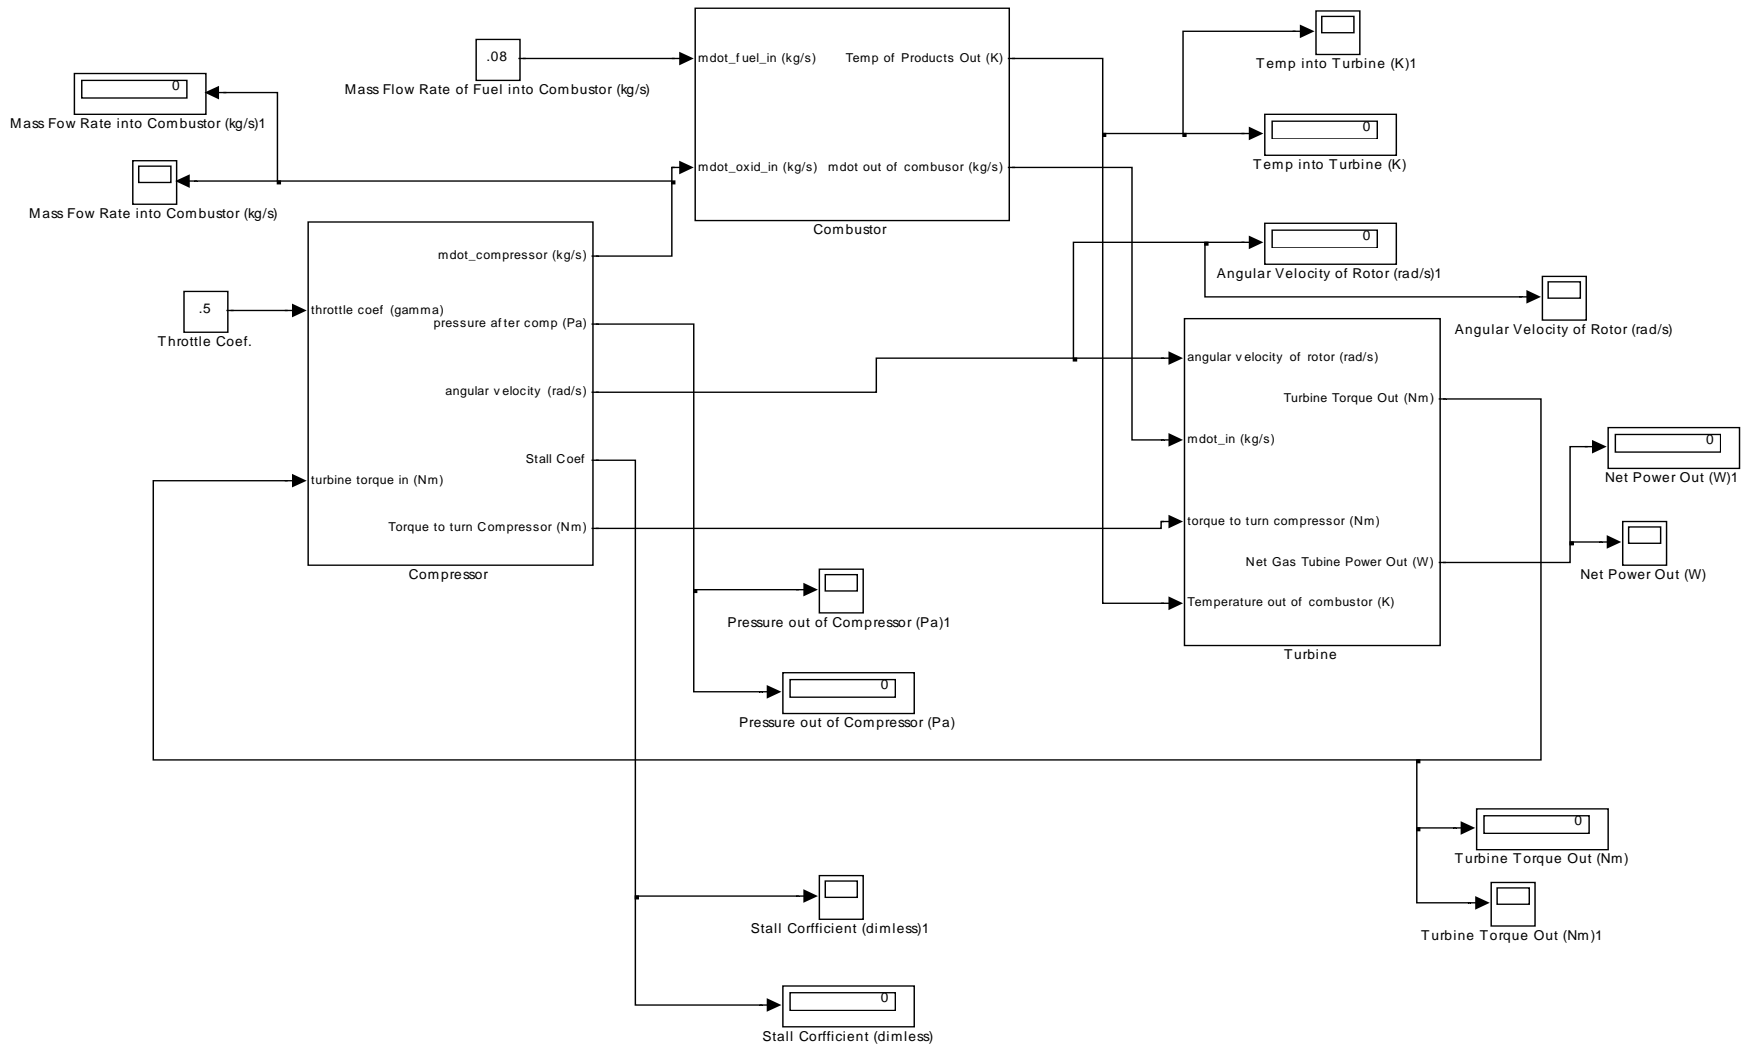 .08
Mass Flow Rate of Fuel into Combustor (kg/s)
0
Mass Fow Rate into Combustor (kg/s)1
Mass Fow Rate into Combustor (kg/s)
mdot_fuel_in (kg/s)
Temp of Products Out (K)
mdot_oxid_in (kg/s)
mdot out of combusor (kg/s)
Combustor
Temp into Turbine (K)1
0
Temp into Turbine (K)
0
Angular Velocity of Rotor (rad/s)1
Angular Velocity of Rotor (rad/s)
.5
Throttle Coef.
mdot_compressor (kg/s)
throttle coef (gamma)
pressure after comp (Pa)
angular velocity (rad/s)
Stall Coef
turbine torque in (Nm)
Torque to turn Compressor (Nm)
Compressor
angular velocity of rotor (rad/s)
Turbine Torque Out (Nm)
mdot_in (kg/s)
torque to turn compressor (Nm)
Net Gas Tubine Power Out (W)
Temperature out of combustor (K)
Turbine
0
Net Power Out (W)1
Net Power Out (W)
Pressure out of Compressor (Pa)1
0
Pressure out of Compressor (Pa)
0
Turbine Torque Out (Nm)
Turbine Torque Out (Nm)1
Stall Corfficient (dimless)1
0
Stall Corfficient (dimless)